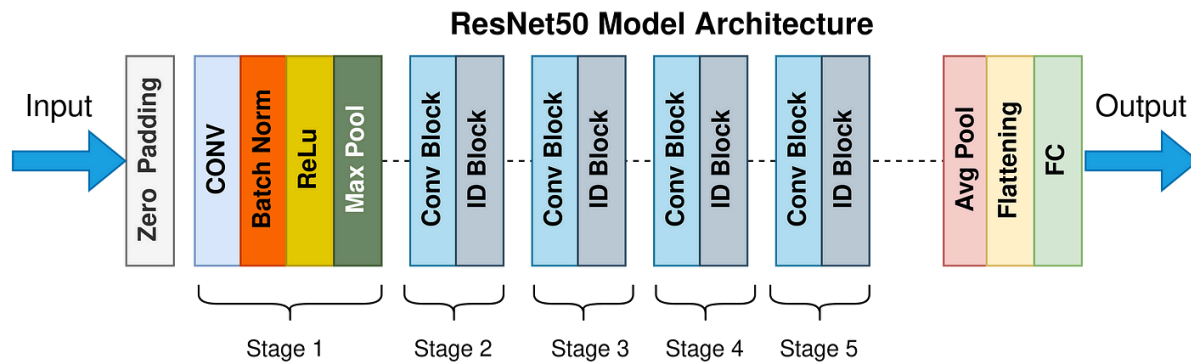 ResNet50 Model Architecture
Input
Zero Padding
CONV
Batch Norm
ReLu
Max Pool
Conv Block
ID Block
Conv Block
ID Block
Conv Block
ID Block
Conv Block
ID Block
Avg Pool
Flattening
FC
Output
Stage 1
Stage 2
Stage 3
Stage 4
Stage 5